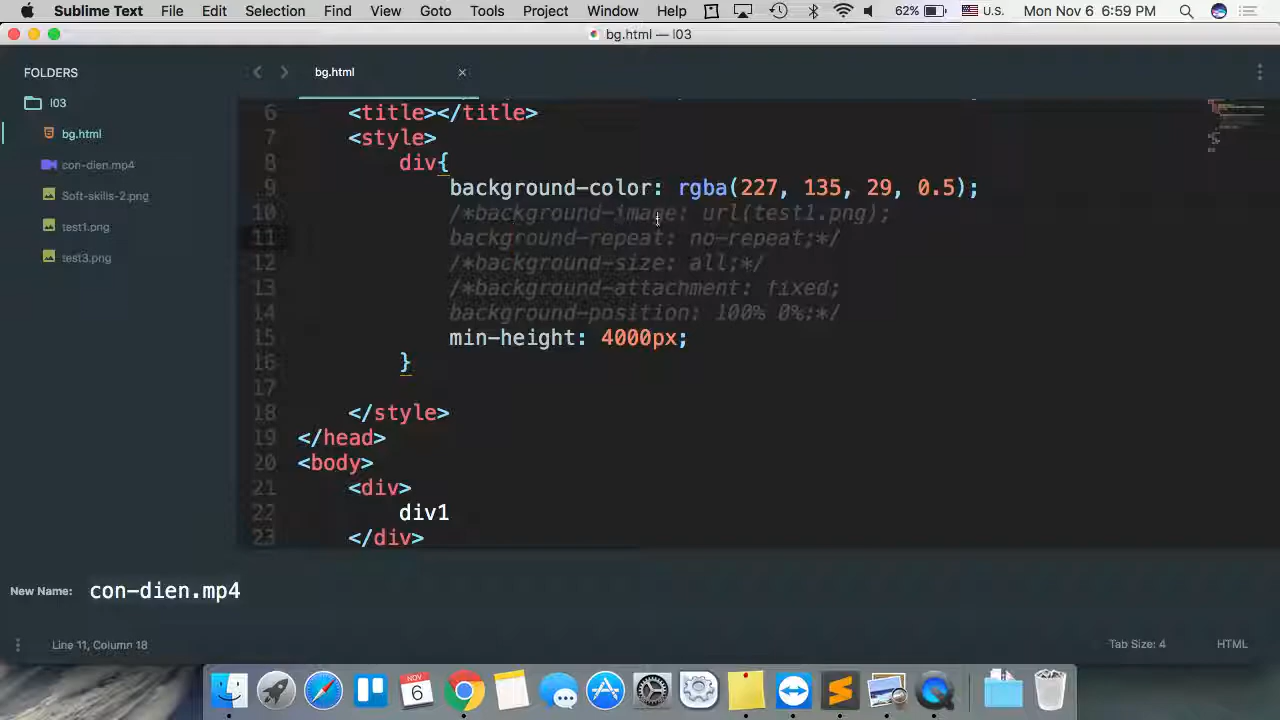 Sublime Text File Edit Selection Find View Goto Tools Project Window Help 62% U.S. Mon Nov 6 6:59 PM
bg.html — l03
FOLDERS
l03
bg.html
con-dien.mp4
Soft-skills-2.png
test1.png
test3.png
bg.html ×
6 <title></title>
7 <style>
8 div{
9 background-color: rgba(227, 135, 29, 0.5);
10 /*background-image: url(test1.png);
11 background-repeat: no-repeat;*/
12 /*background-size: all;*/
13 /*background-attachment: fixed;
14 background-position: 100% 0%;*/
15 min-height: 4000px;
16 }
17
18 </style>
19 </head>
20 <body>
21 <div>
22 div1
23 </div>
New Name: con-dien.mp4
Line 11, Column 18 Tab Size: 4 HTML
NOV
6